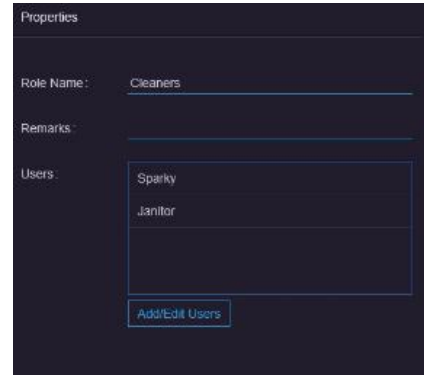 Properties
Role Name: Cleaners
Remarks:
Users: Sparky
Janitor
Add/Edit Users